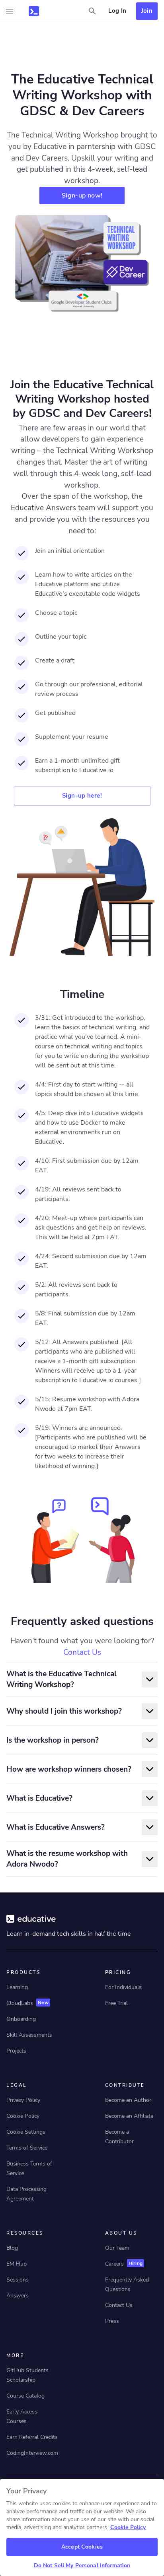 Log In
Join
The Educative Technical
Writing Workshop with
GDSC & Dev Careers
The Technical Writing Workshop brought to
you by Educative in partnership with GDSC
and Dev Careers. Upskill your writing and
get published in this 4-week, self-paced
workshop.
Sign-up now!
TECHNICAL
WRITING
WORKSHOP
Dev
Career
Google Developer Student Clubs
Join the Educative Technical
Writing Workshop hosted
by GDSC and Dev Careers!
There are few areas in our world that
allow developers to gain experience
writing – the Technical Writing Workshop
changes that. Master the art of writing
well through this 4-week long, self-paced
workshop.
Over the span of the workshop, the
Educative Answers team will support you
and provide you with the resources you
need to:
Join an initial orientation
Learn how to write articles on the
Educative platform and utilize
Educative's executable code widgets
Choose a topic
Outline your topic
Create a draft
Go through our professional, editorial
review process
Get published
Supplement your resume
Earn a 1-month unlimited gift
subscription to Educative.io
Sign-up here!
Timeline
3/31: Get introduced to the workshop,
learn the basics of technical writing, and
practice what you've learned. A mini-
course on technical writing and topics
for you to write on during the workshop
will be sent out at this time.
4/4: First day to start writing -– all
topics should be chosen at this time.
4/5: Deep dive into Educative widgets
and how to use Docker to make
external environments run on
Educative.
4/10: First submission due by 12am
EAT.
4/19: All reviews sent back to
participants.
4/20: Meet-up where participants can
ask questions and get help on reviews.
This will be held at 7pm EAT.
4/24: Second submission due by 12am
EAT.
5/2: All reviews sent back to
participants.
5/8: Final submission due by 12am
EAT.
5/12: All Answers published. [All
participants who are published will
receive a 1-month gift subscription.
Winners will receive up to a 1-year
subscription to Educative.io courses.]
5/15: Resume workshop with Adora
Nwodo at 7pm EAT.
5/19: Winners are announced.
[Participants who are published will be
encouraged to market their Answers
for two weeks to increase their
likelihood of winning.]
Frequently asked questions
Haven't found what you were looking for?
Contact Us
What is the Educative Technical
Writing Workshop?
Why should I join this workshop?
Is the workshop in person?
How are workshop winners chosen?
What is Educative?
What is Educative Answers?
What is the resume workshop with
Adora Nwodo?
educative
Learn in-demand tech skills in half the time
PRODUCTS
Learning
CloudLabs New
Onboarding
Skill Assessments
Projects
PRICING
For Individuals
Free Trial
LEGAL
Privacy Policy
Cookie Policy
Cookie Settings
Terms of Service
Business Terms of
Service
Data Processing
Agreement
CONTRIBUTE
Become an Author
Become an Affiliate
Become a
Contributor
RESOURCES
Blog
EM Hub
Sessions
Answers
ABOUT US
Our Team
Careers Hiring
Frequently Asked
Questions
Contact Us
Press
MORE
GitHub Students
Scholarship
Course Catalog
Early Access
Courses
Earn Referral Credits
CodingInterview.com
Your Privacy
This website uses cookies to enhance user experience and to
analyze performance and traffic on our website. We also
share information about your use of our site with our social
media, advertising and analytics partners. Cookie Policy
Accept Cookies
Do Not Sell My Personal Information